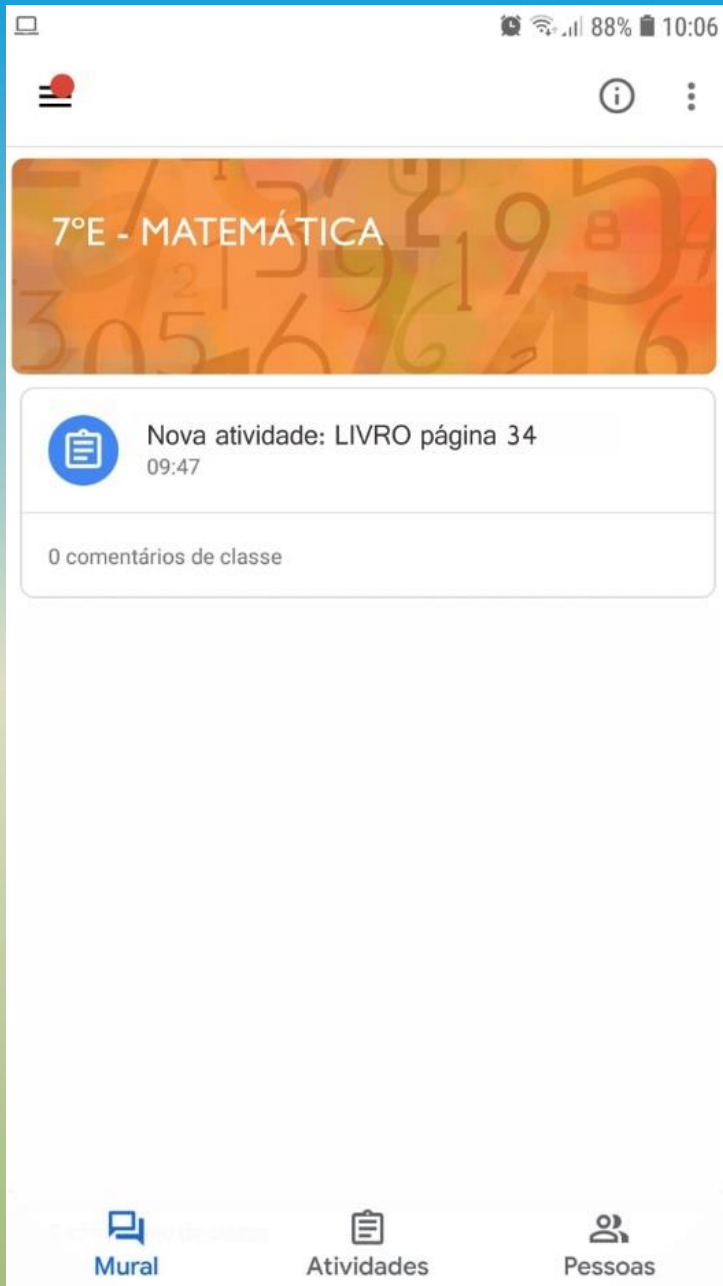 88% 10:06
7ºE - MATEMÁTICA
Nova atividade: LIVRO página 34
09:47
0 comentários de classe
Mural Atividades Pessoas